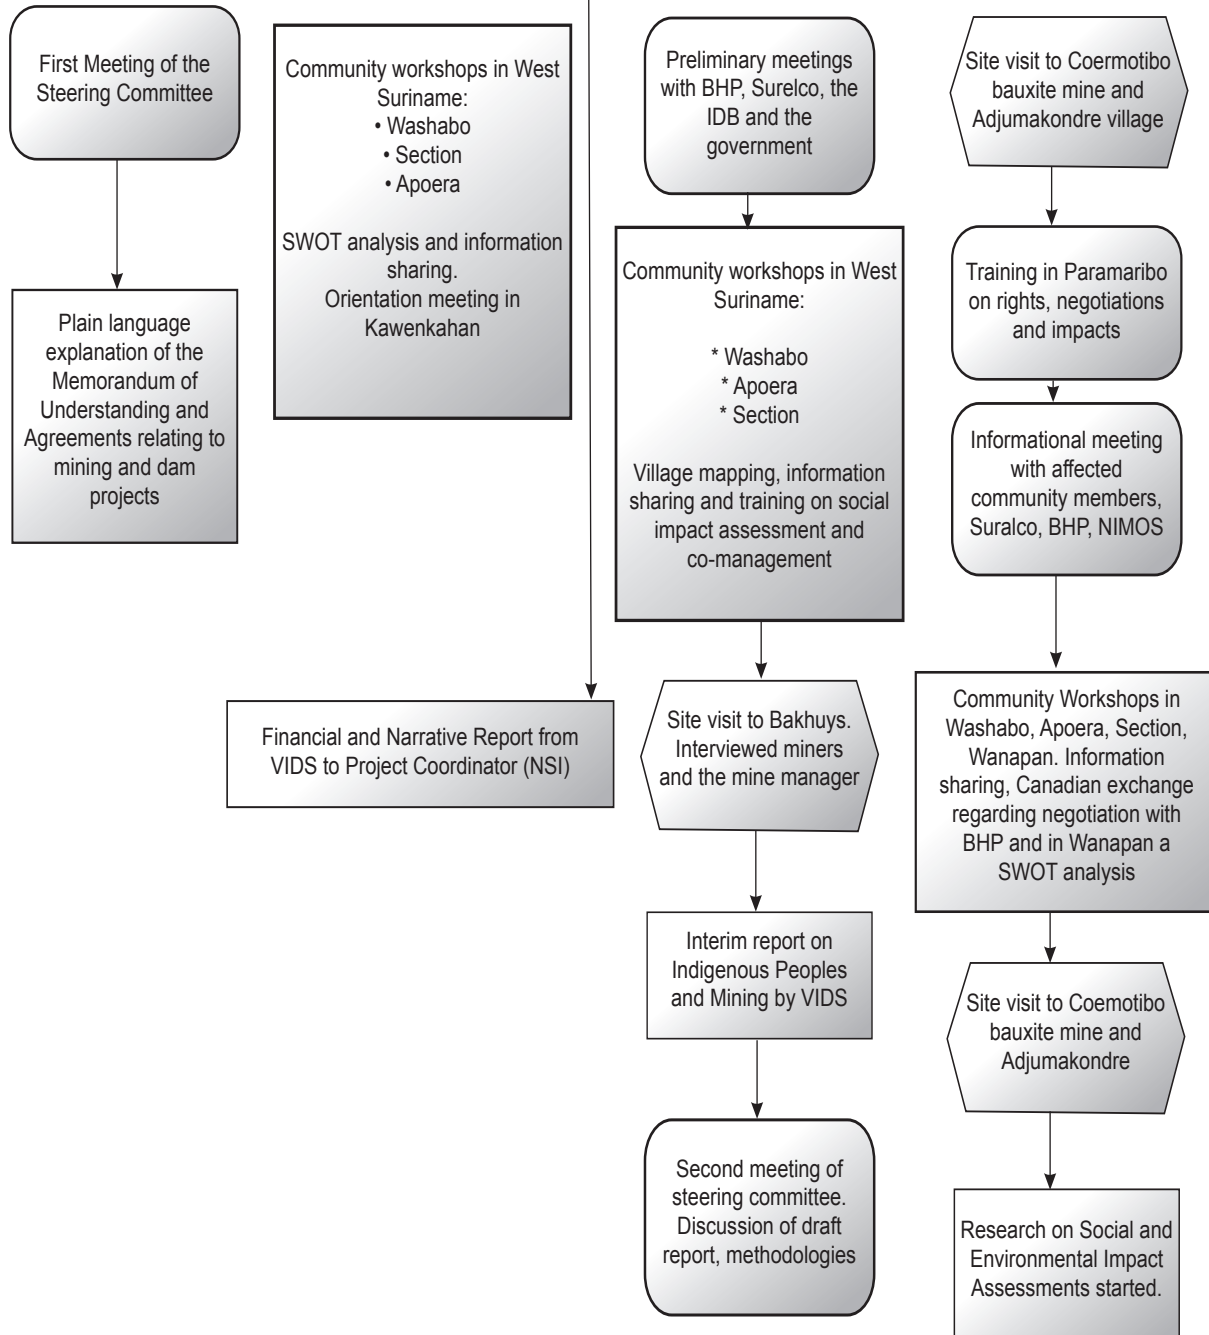 First Meeting of the
Steering Committee
Plain language
explanation of the
Memorandum of
Understanding and
Agreements relating to
mining and dam
projects
Community workshops in West
Suriname:
• Washabo
• Section
• Apoera
SWOT analysis and information
sharing.
Orientation meeting in
Kawenkahan
Financial and Narrative Report from
VIDS to Project Coordinator (NSI)
Preliminary meetings
with BHP, Surelco, the
IDB and the
government
Community workshops in West
Suriname:
* Washabo
* Apoera
* Section
Village mapping, information
sharing and training on social
impact assessment and
co-management
Site visit to Bakhuys.
Interviewed miners
and the mine manager
Interim report on
Indigenous Peoples
and Mining by VIDS
Second meeting of
steering committee.
Discussion of draft
report, methodologies
Site visit to Coermotibo
bauxite mine and
Adjumakondre village
Training in Paramaribo
on rights, negotiations
and impacts
Informational meeting
with affected
community members,
Suralco, BHP, NIMOS
Community Workshops in
Washabo, Apoera, Section,
Wanapan. Information
sharing, Canadian exchange
regarding negotiation with
BHP and in Wanapan a
SWOT analysis
Site visit to Coemotibo
bauxite mine and
Adjumakondre
Research on Social and
Environmental Impact
Assessments started.